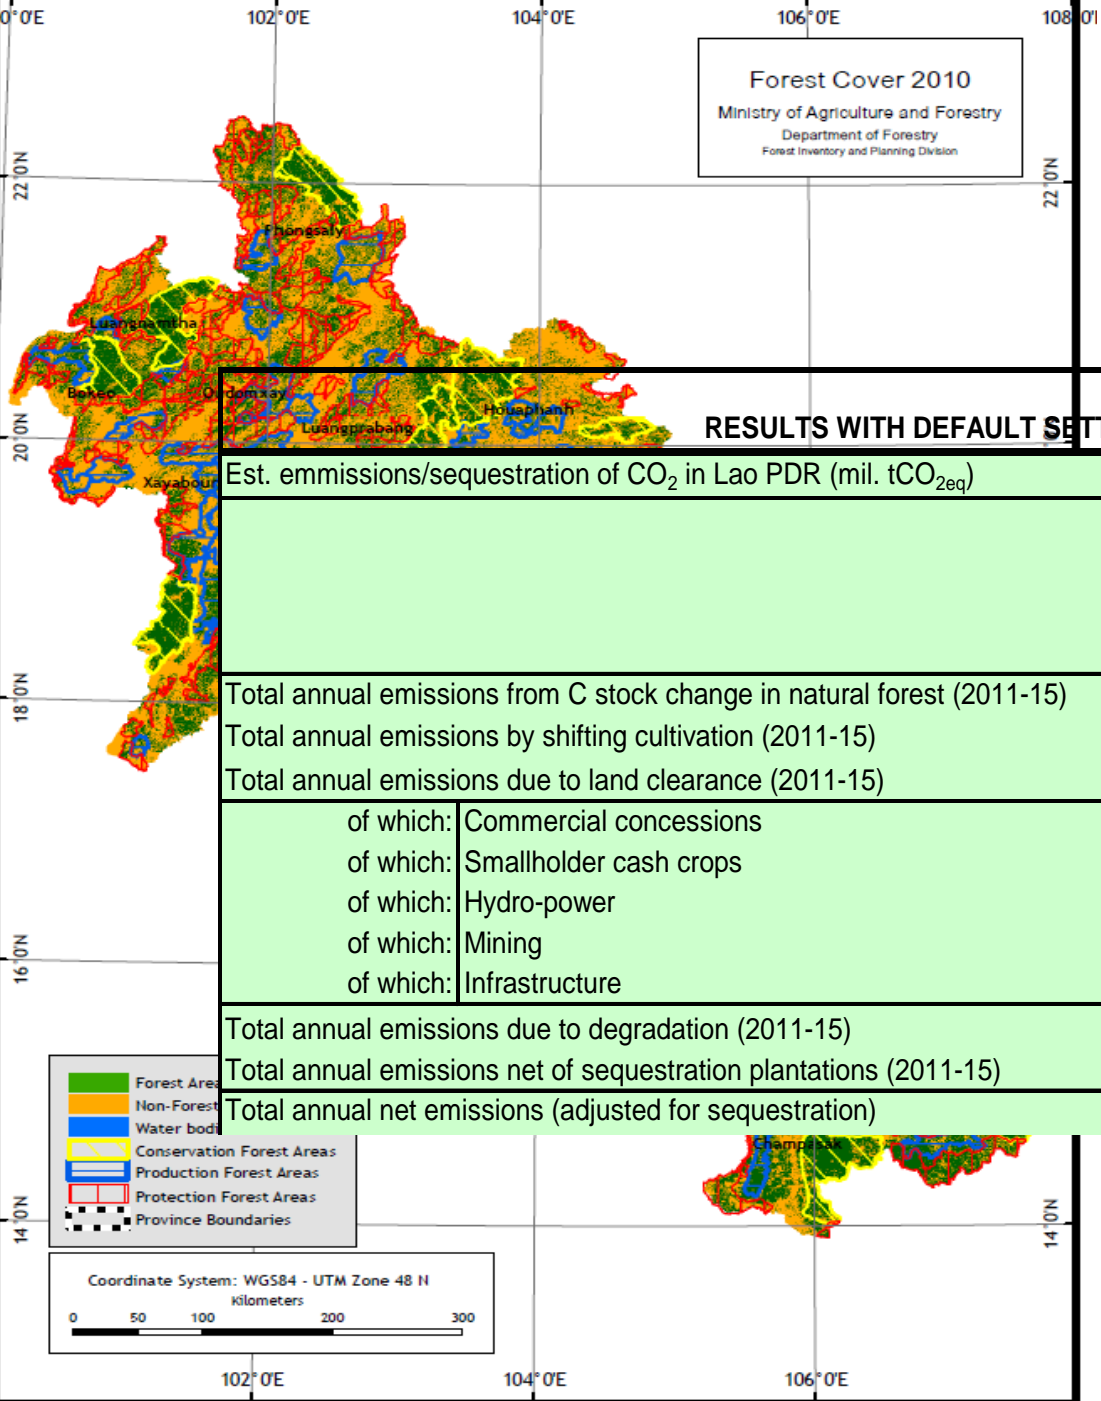 0°0'E
102°0'E
104°0'E
106°0'E
108°0'E
Forest Cover 2010
Ministry of Agriculture and Forestry
Department of Forestry
Forest Inventory and Planning Division
22°0'N
22°0'N
Phongsaly
Luangnamtha
Bokeo
Oudomxay
Houaphanh
Luangprabang
20°0'N
RESULTS WITH DEFAULT SETT
Xayabour
Est. emmissions/sequestration of CO2 in Lao PDR (mil. tCO2eq)
18°0'N
Total annual emissions from C stock change in natural forest (2011-15)
Total annual emissions by shifting cultivation (2011-15)
Total annual emissions due to land clearance (2011-15)
of which: Commercial concessions
of which: Smallholder cash crops
of which: Hydro-power
of which: Mining
of which: Infrastructure
16°0'N
Total annual emissions due to degradation (2011-15)
Total annual emissions net of sequestration plantations (2011-15)
Total annual net emissions (adjusted for sequestration)
Forest Area
Non-Forest
Water bodi
Conservation Forest Areas
Production Forest Areas
Protection Forest Areas
Province Boundaries
Champasak
14°0'N
14°0'N
Coordinate System: WGS84 - UTM Zone 48 N
Kilometers
0 50 100 200 300
102°0'E
104°0'E
106°0'E